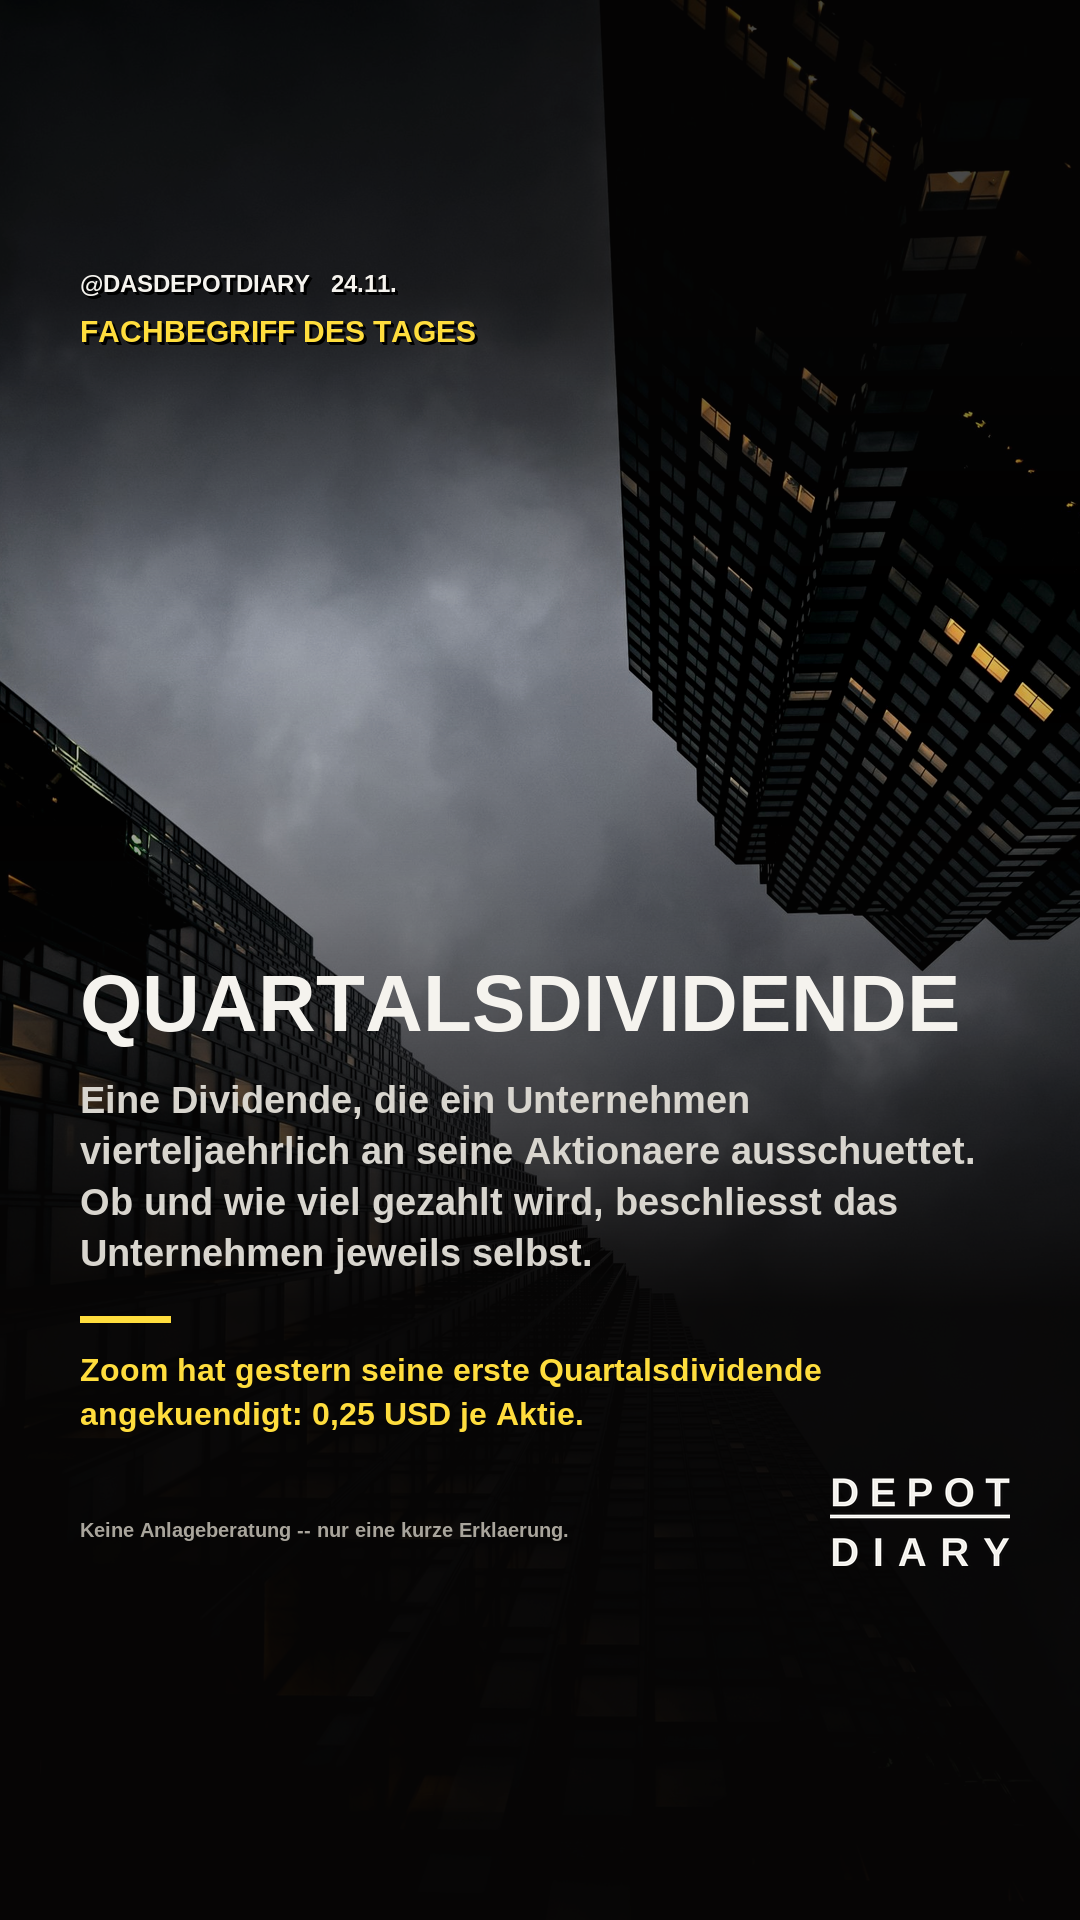 @DASDEPOTDIARY 24.11.
FACHBEGRIFF DES TAGES
QUARTALSDIVIDENDE
Eine Dividende, die ein Unternehmen
vierteljaehrlich an seine Aktionaere ausschuettet.
Ob und wie viel gezahlt wird, beschliesst das
Unternehmen jeweils selbst.
Zoom hat gestern seine erste Quartalsdividende
angekuendigt: 0,25 USD je Aktie.
Keine Anlageberatung -- nur eine kurze Erklaerung.
DEPOT
DIARY